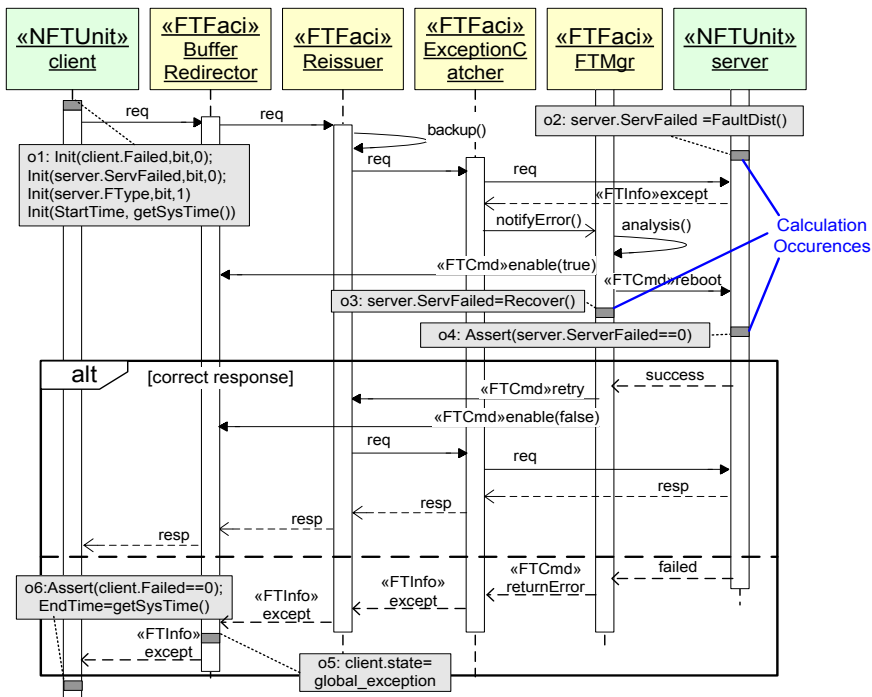 «NFTUnit»
client
«FTFaci»
Buffer
Redirector
«FTFaci»
Reissuer
«FTFaci»
ExceptionC
atcher
«FTFaci»
FTMgr
«NFTUnit»
server
req
req
backup()
o2: server.ServFailed =FaultDist()
o1: Init(client.Failed,bit,0);
Init(server.ServFailed,bit,0);
Init(server.FType,bit,1)
Init(StartTime, getSysTime())
req
req
«FTInfo»except
notifyError()
analysis()
Calculation
Occurences
«FTCmd»enable(true)
«FTCmd»reboot
o3: server.ServFailed=Recover()
o4: Assert(server.ServerFailed==0)
alt
[correct response]
success
«FTCmd»retry
«FTCmd»enable(false)
req
req
resp
resp
resp
resp
failed
«FTCmd»
returnError
«FTInfo»
except
«FTInfo»
except
o6:Assert(client.Failed==0);
EndTime=getSysTime()
«FTInfo»
except
o5: client.state=
global_exception